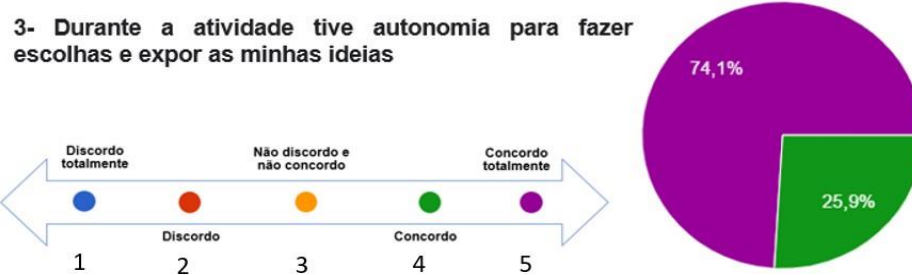 3- Durante a atividade tive autonomia para fazer
escolhas e expor as minhas ideias
74,1%
25,9%
Discordo
totalmente
Não discordo e
não concordo
Concordo
totalmente
Discordo
Concordo
1 2 3 4 5